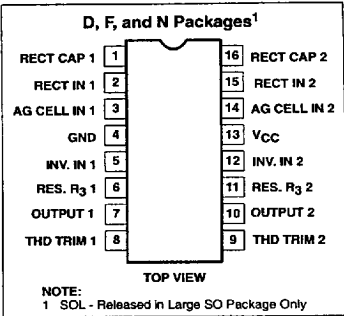 D, F, and N Packages1
RECT CAP 1 1 16 RECT CAP 2
RECT IN 1 2 15 RECT IN 2
AG CELL IN 1 3 14 AG CELL IN 2
GND 4 13 VCC
INV. IN 1 5 12 INV. IN 2
RES. R3 1 6 11 RES. R3 2
OUTPUT 1 7 10 OUTPUT 2
THD TRIM 1 8 9 THD TRIM 2
TOP VIEW
NOTE:
1 SOL - Released in Large SO Package Only